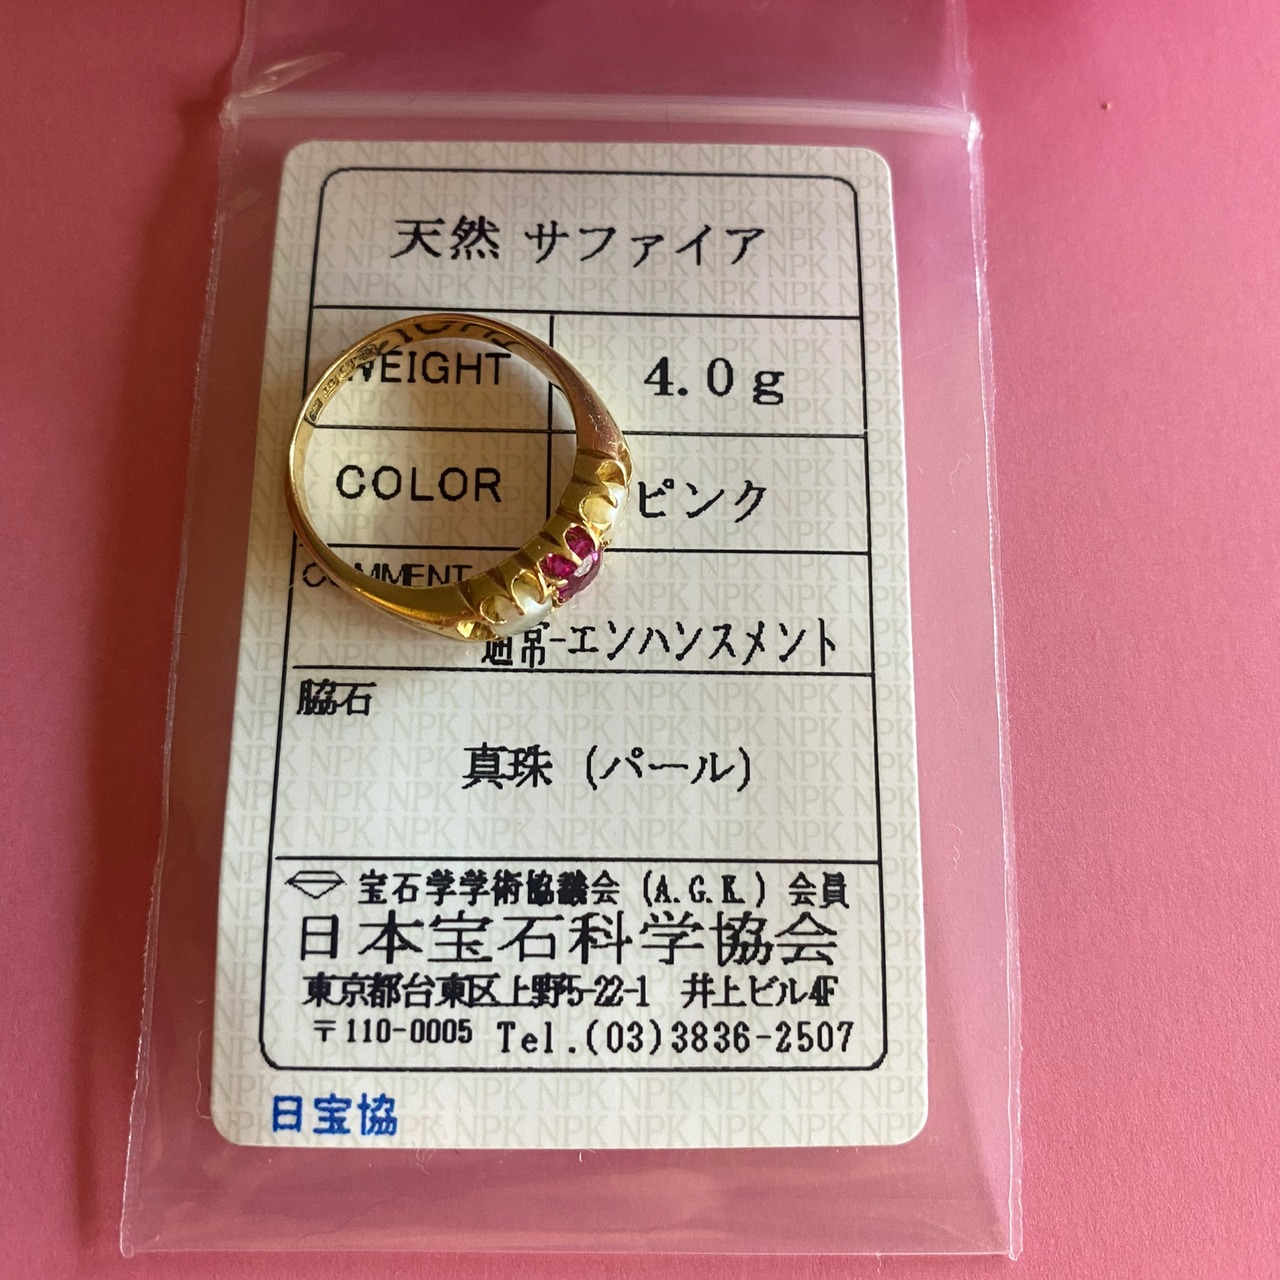 天然 サファイア
WEIGHT
4.0g
COLOR
ピンク
COMMENT
通常-エンハンスメント
脇石
真珠 (パール)
宝石学学術協議会 (A.G.K.) 会員
日本宝石科学協会
東京都台東区上野5-22-1 井上ビル4F
〒110-0005 Tel.(03)3836-2507
日宝協